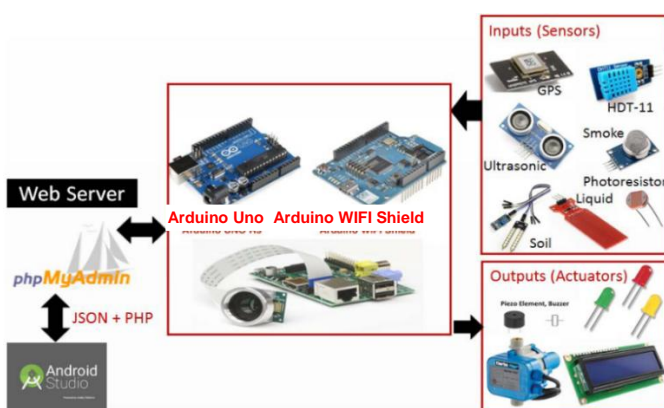 Inputs (Sensors)
GPS
HDT-11
Smoke
Ultrasonic
Photoresistor
Liquid
Soil
Web Server
Arduino Uno Arduino WIFI Shield
phpMyAdmin
JSON + PHP
Android
Studio
Outputs (Actuators)
Piezo Element, Buzzer